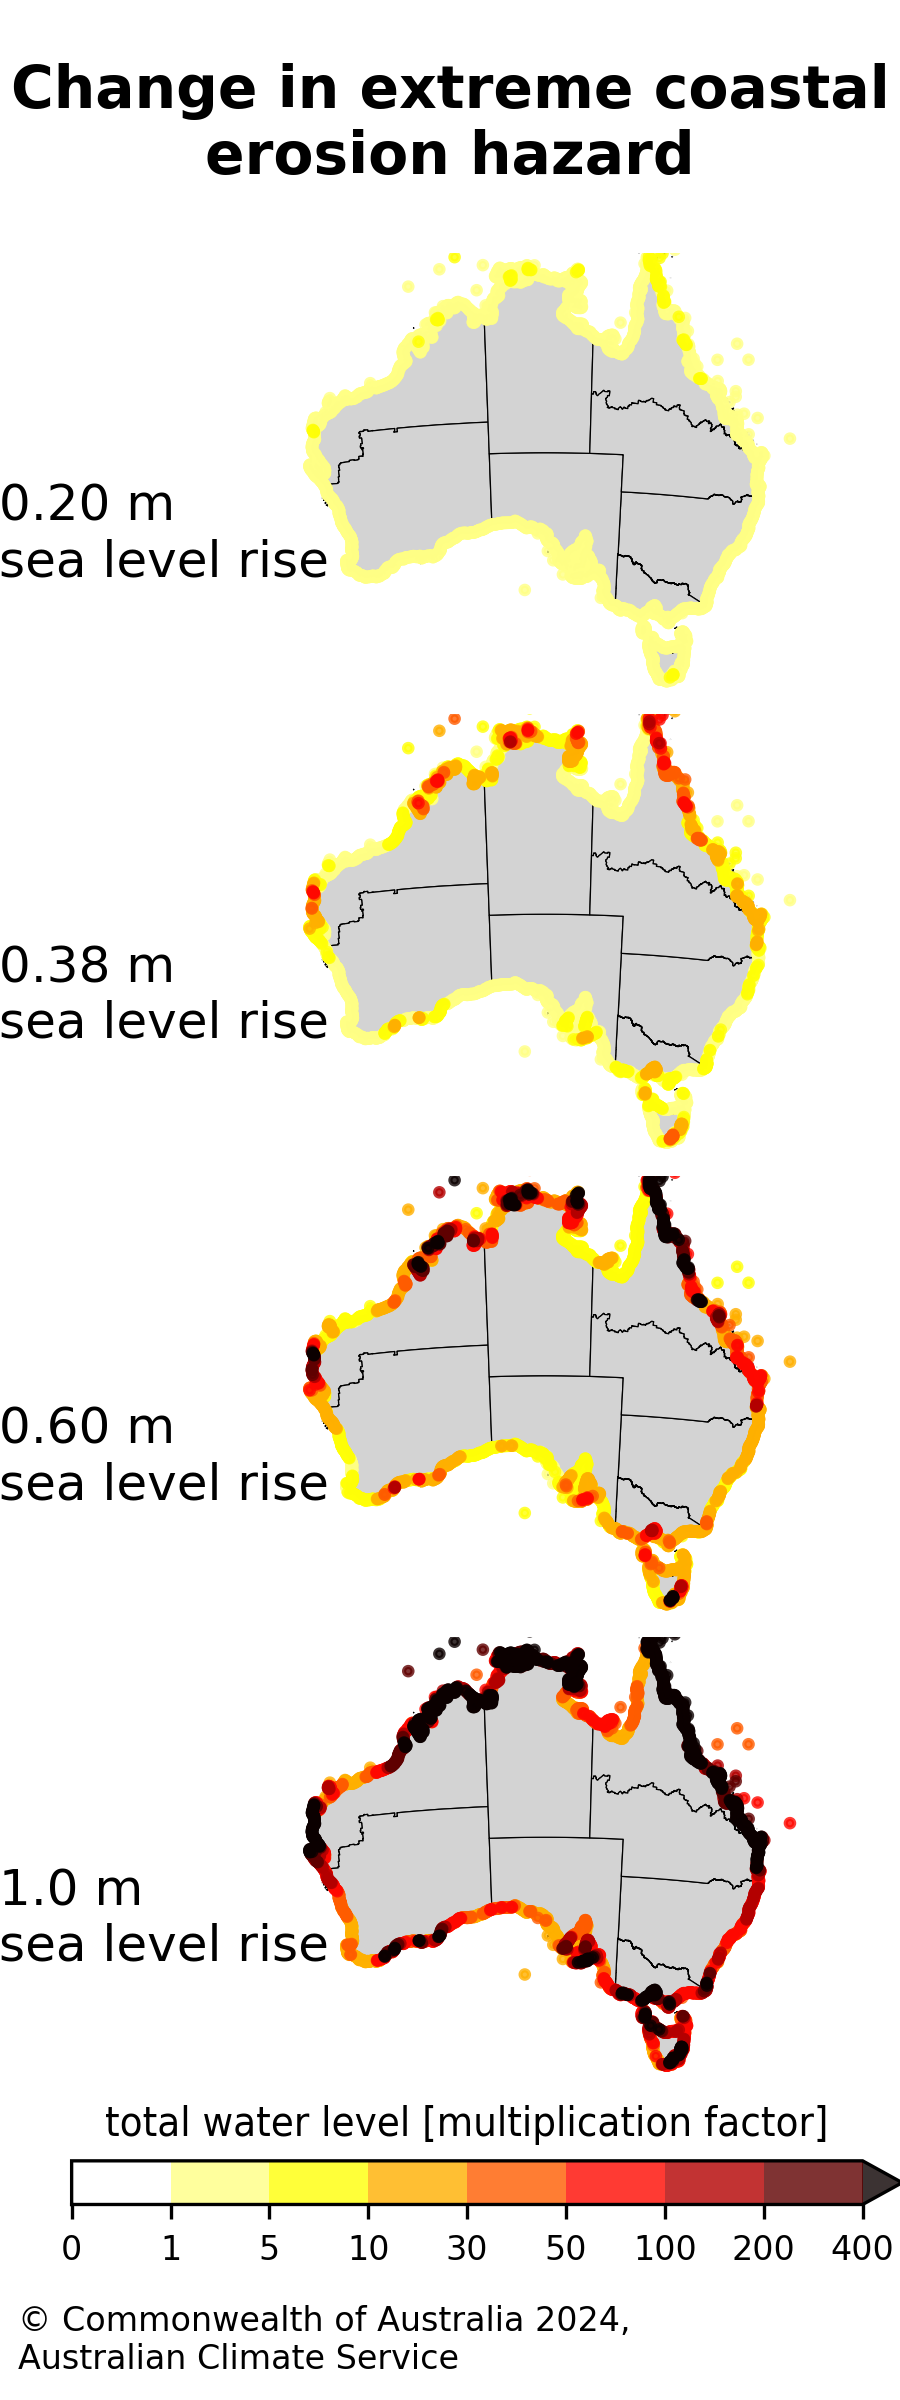 Change in extreme coastal
erosion hazard
0.20 m
sea level rise
0.38 m
sea level rise
0.60 m
sea level rise
1.0 m
sea level rise
total water level [multiplication factor]
0 1 5 10 30 50 100 200 400
© Commonwealth of Australia 2024,
Australian Climate Service